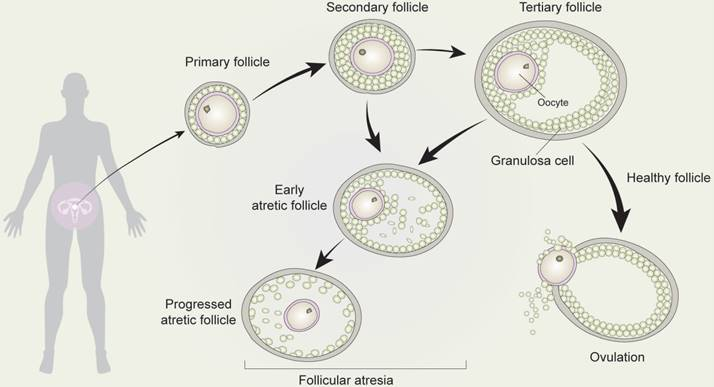 Secondary follicle
Tertiary follicle
Primary follicle
Oocyte
Granulosa cell
Healthy follicle
Early
atretic follicle
Progressed
atretic follicle
Ovulation
Follicular atresia